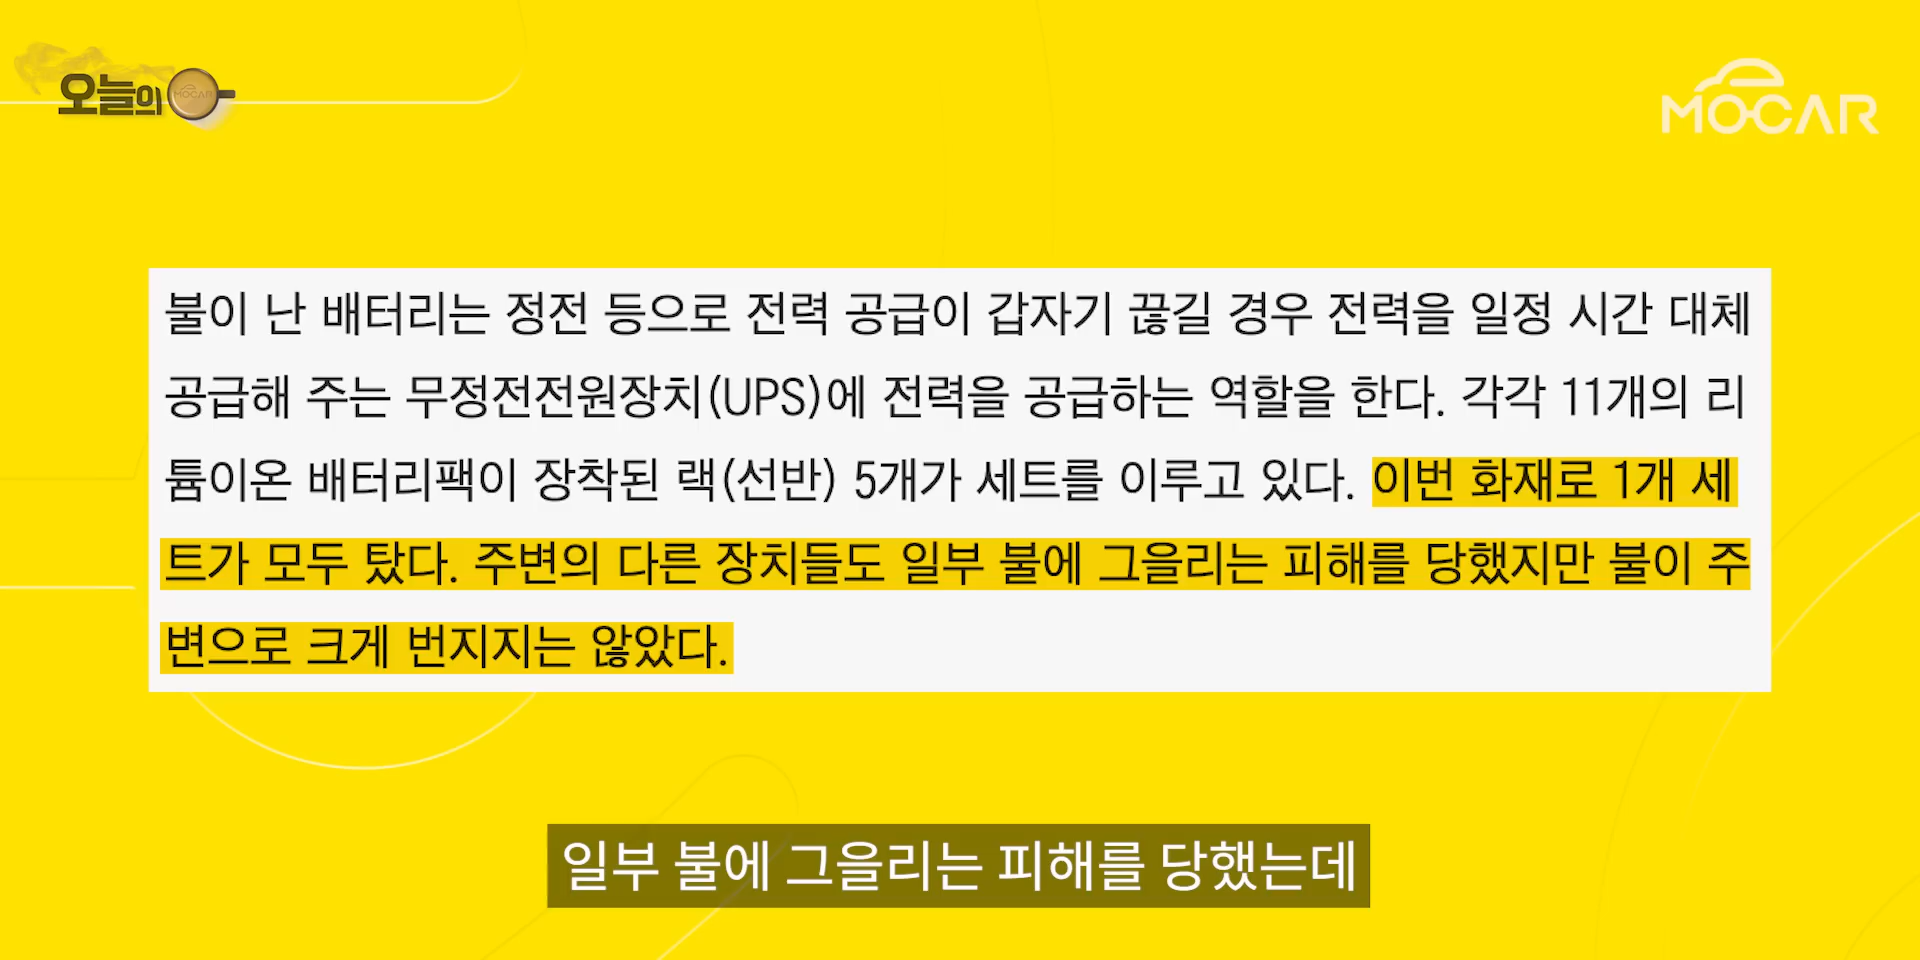 오늘의
MOCAR
MOCAR
불이 난 배터리는 정전 등으로 전력 공급이 갑자기 끊길 경우 전력을 일정 시간 대체
공급해 주는 무정전전원장치(UPS)에 전력을 공급하는 역할을 한다. 각각 11개의 리
튬이온 배터리팩이 장착된 랙(선반) 5개가 세트를 이루고 있다. 이번 화재로 1개 세
트가 모두 탔다. 주변의 다른 장치들도 일부 불에 그을리는 피해를 당했지만 불이 주
변으로 크게 번지지는 않았다.
일부 불에 그을리는 피해를 당했는데